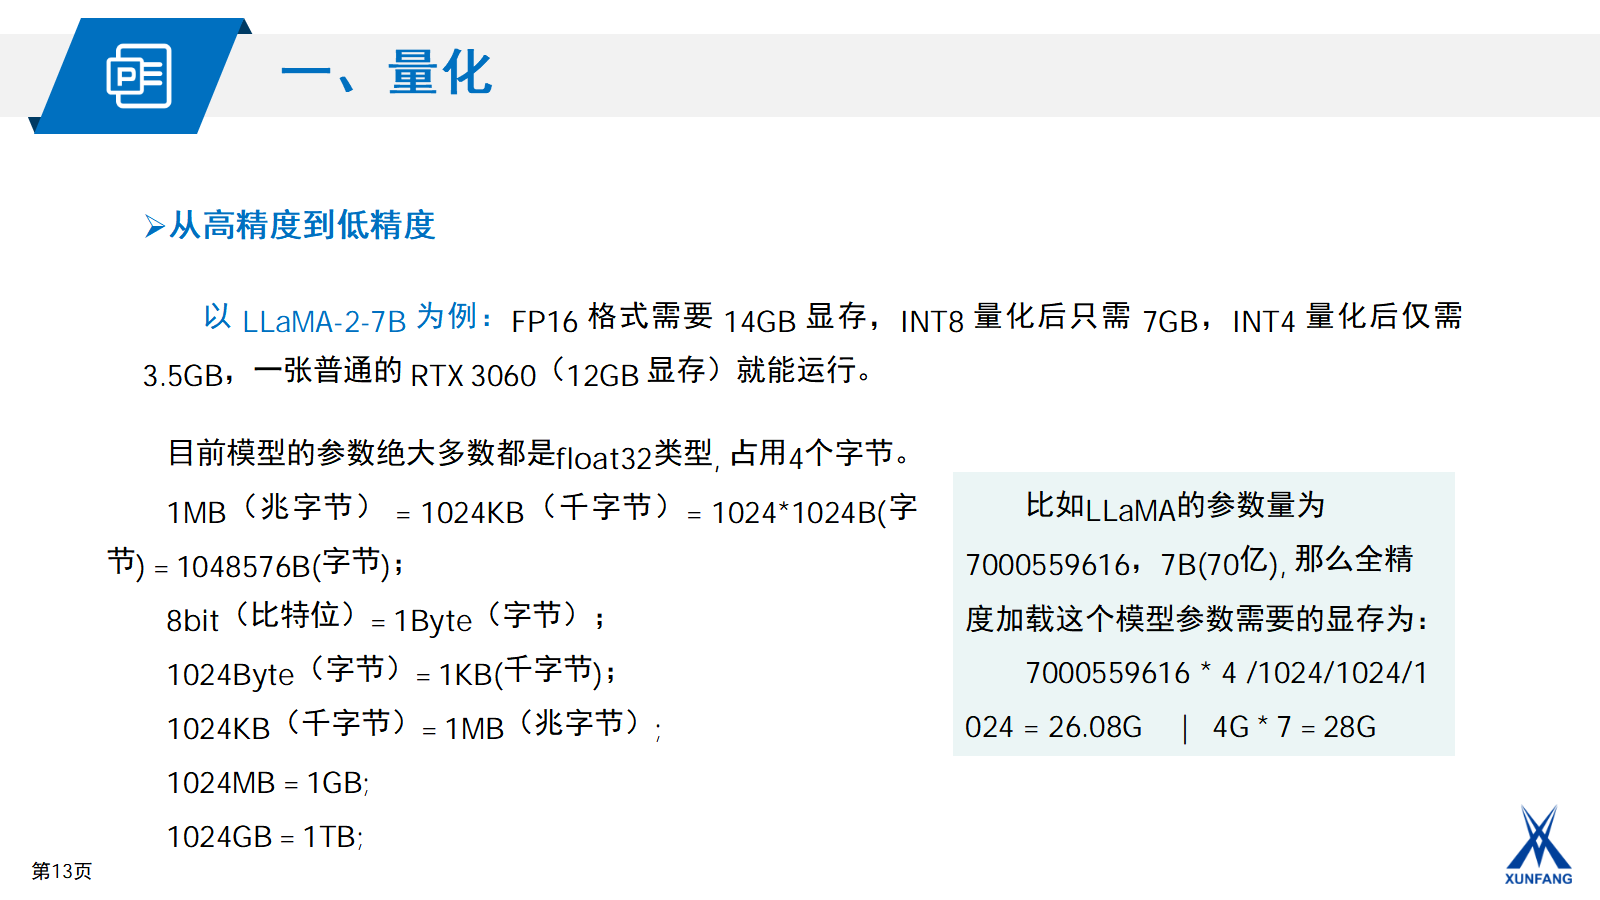 一、量化
➢从高精度到低精度
以 LLaMA-2-7B 为例：FP16 格式需要 14GB 显存，INT8 量化后只需 7GB，INT4 量化后仅需
3.5GB，一张普通的 RTX 3060（12GB 显存）就能运行。
目前模型的参数绝大多数都是float32类型, 占用4个字节。
1MB（兆字节） = 1024KB（千字节）= 1024*1024B(字
节) = 1048576B(字节)；
8bit（比特位）= 1Byte（字节）；
1024Byte（字节）= 1KB(千字节)；
1024KB（千字节）= 1MB（兆字节）;
1024MB = 1GB;
1024GB = 1TB;
比如LLaMA的参数量为
7000559616，7B(70亿), 那么全精
度加载这个模型参数需要的显存为：
7000559616 * 4 /1024/1024/1
024 = 26.08G | 4G * 7 = 28G
第13页
XUNFANG